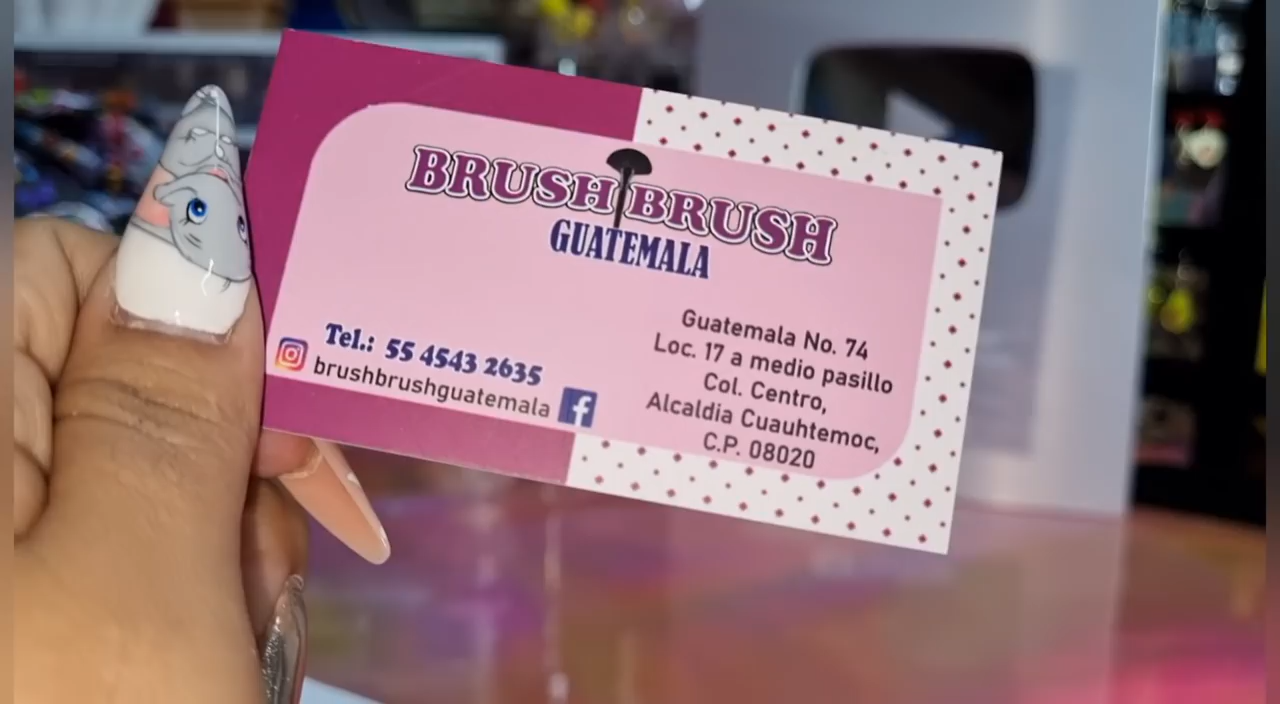 BRUSH BRUSH
GUATEMALA
Tel.: 55 4543 2635
brushbrushguatemala
Guatemala No. 74
Loc. 17 a medio pasillo
Col. Centro,
Alcaldia Cuauhtemoc,
C.P. 08020